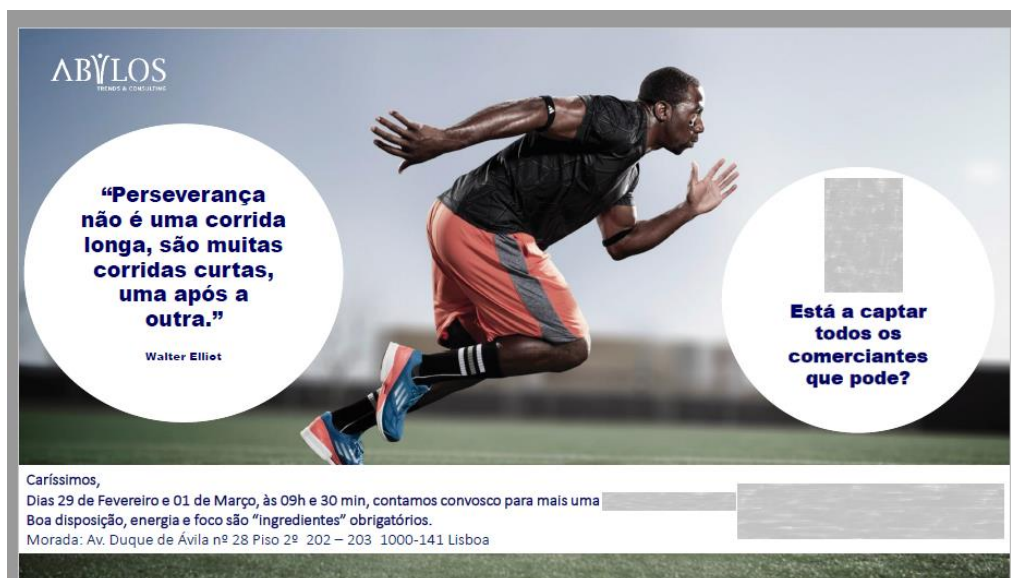 ABYLOS
TRENDS & CONSULTING
“Perseverança
não é uma corrida
longa, são muitas
corridas curtas,
uma após a
outra.”
Walter Elliot
Está a captar
todos os
comerciantes
que pode?
Caríssimos,
Dias 29 de Fevereiro e 01 de Março, às 09h e 30 min, contamos convosco para mais uma
Boa disposição, energia e foco são “ingredientes” obrigatórios.
Morada: Av. Duque de Ávila nº 28 Piso 2º 202 – 203 1000-141 Lisboa